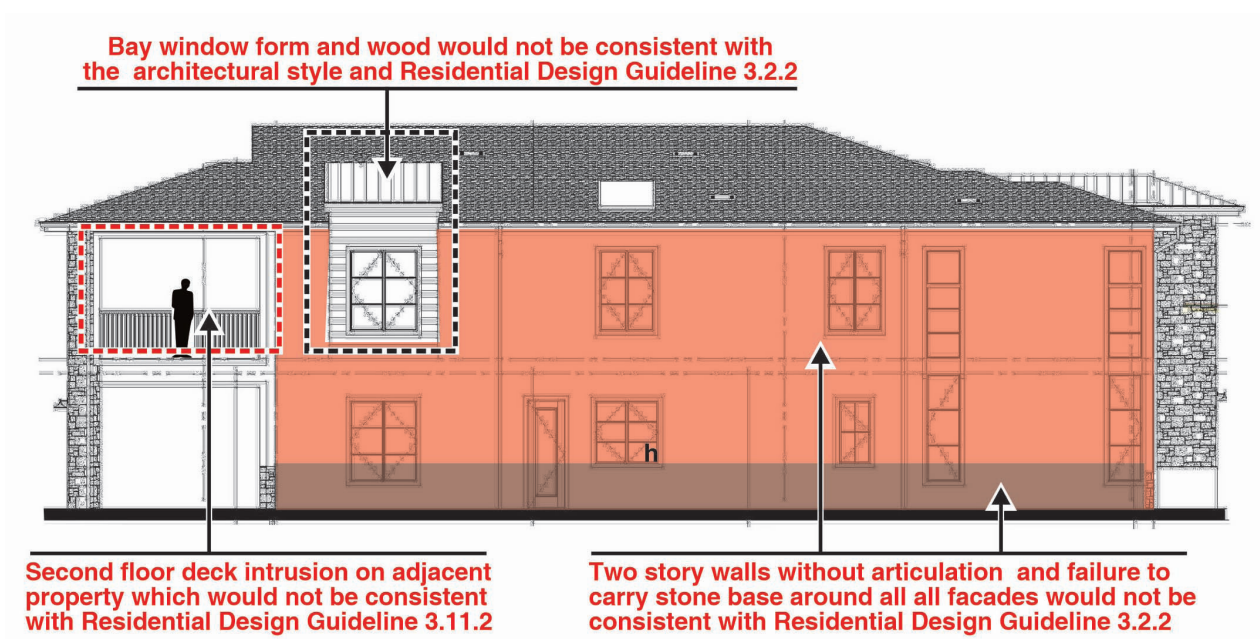 Bay window form and wood would not be consistent with
the architectural style and Residential Design Guideline 3.2.2
h
Second floor deck intrusion on adjacent
property which would not be consistent
with Residential Design Guideline 3.11.2
Two story walls without articulation and failure to
carry stone base around all all facades would not be
consistent with Residential Design Guideline 3.2.2